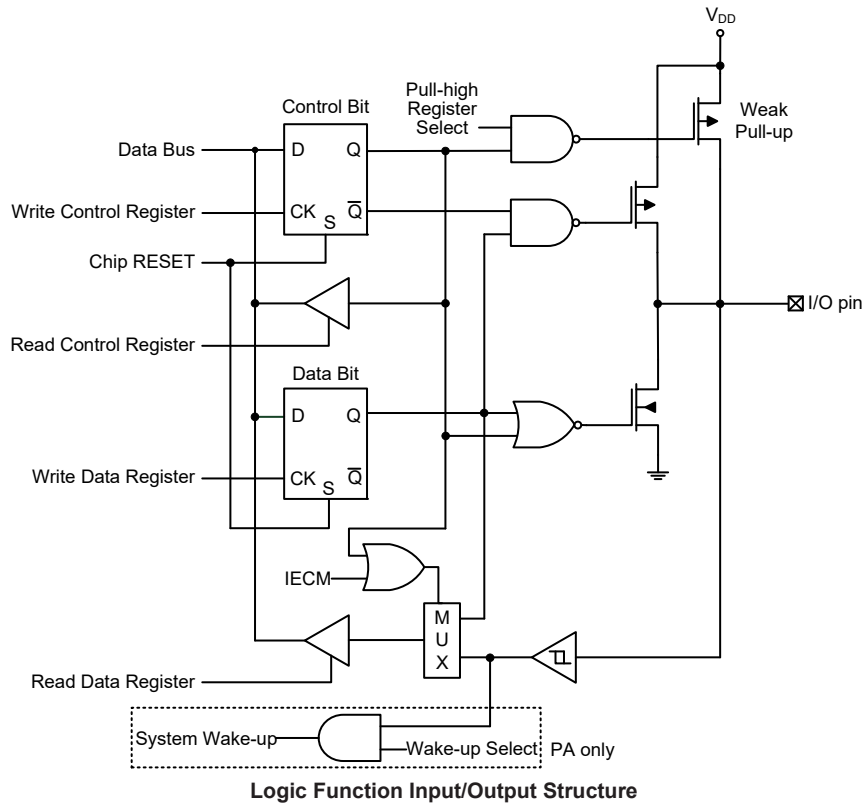 VDD
Pull-high
Register
Select
Weak
Pull-up
Control Bit
Data Bus
D
Q
Write Control Register
CK
S
Q̅
Chip RESET
I/O pin
Read Control Register
Data Bit
D
Q
Write Data Register
CK
S
Q̅
IECM
M
U
X
Read Data Register
System Wake-up
Wake-up Select
PA only
Logic Function Input/Output Structure